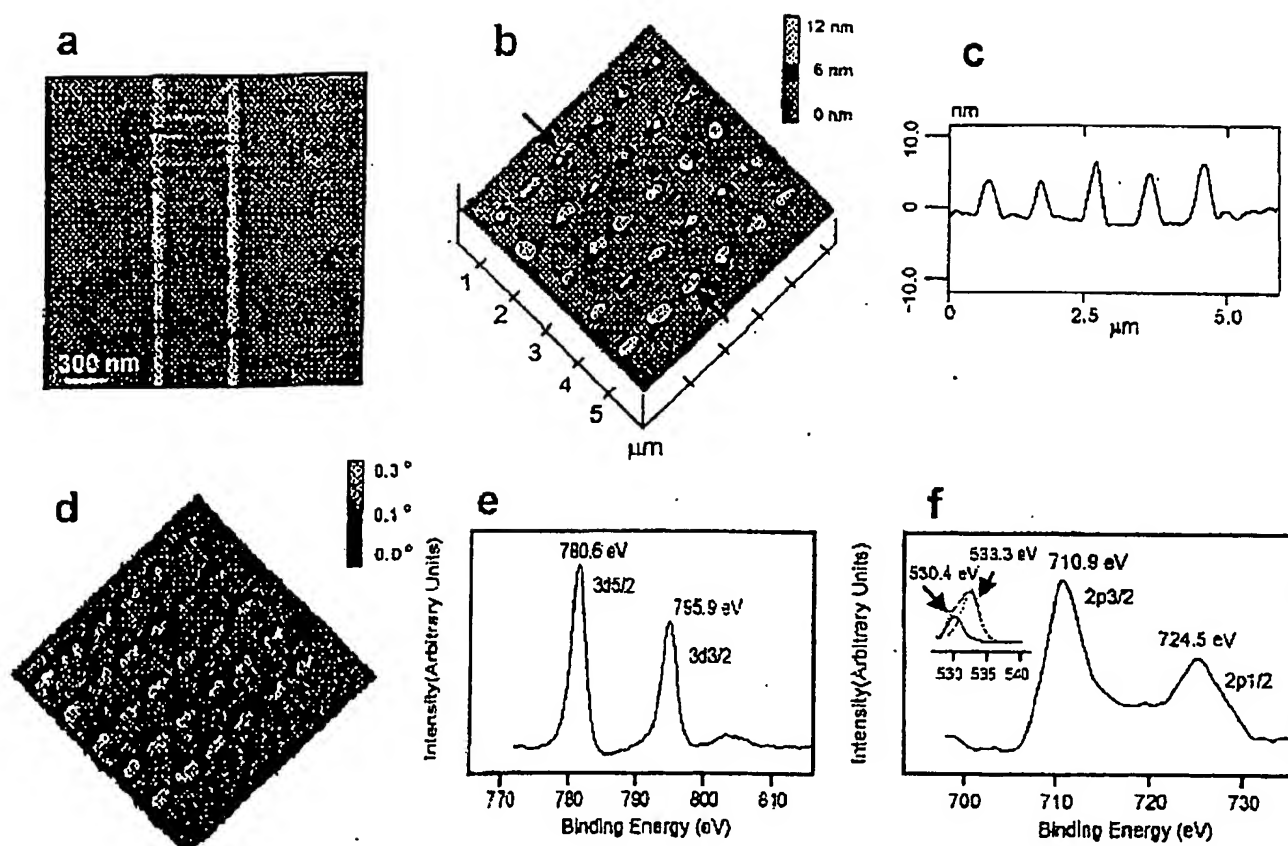 a
300 nm
b
12 nm
6 nm
0 nm
1
2
3
4
5
μm
c
nm
10.0
0
-10.0
0
2.5
5.0
μm
d
0.3 °
0.1 °
0.0 °
e
780.6 eV
3d5/2
795.9 eV
3d3/2
Intensity(Arbitrary Units)
770
780
790
800
810
Binding Energy (eV)
f
533.3 eV
530.4 eV
530
535
540
710.9 eV
2p3/2
724.5 eV
2p1/2
Intensity(Arbitrary Units)
700
710
720
730
Binding Energy (eV)